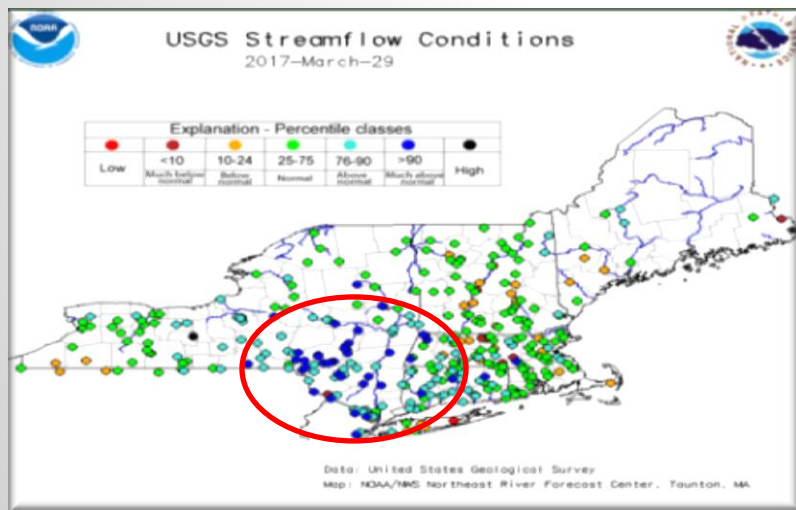 NOAA
USGS Streamflow Conditions
2017-March-29
Explanation - Percentile classes
Low <10 10-24 25-75 76-90 >90 High
Much below normal Below normal Normal Above normal Much above normal
Data: United States Geological Survey
Map: NOAA/NWS Northeast River Forecast Center, Taunton, MA